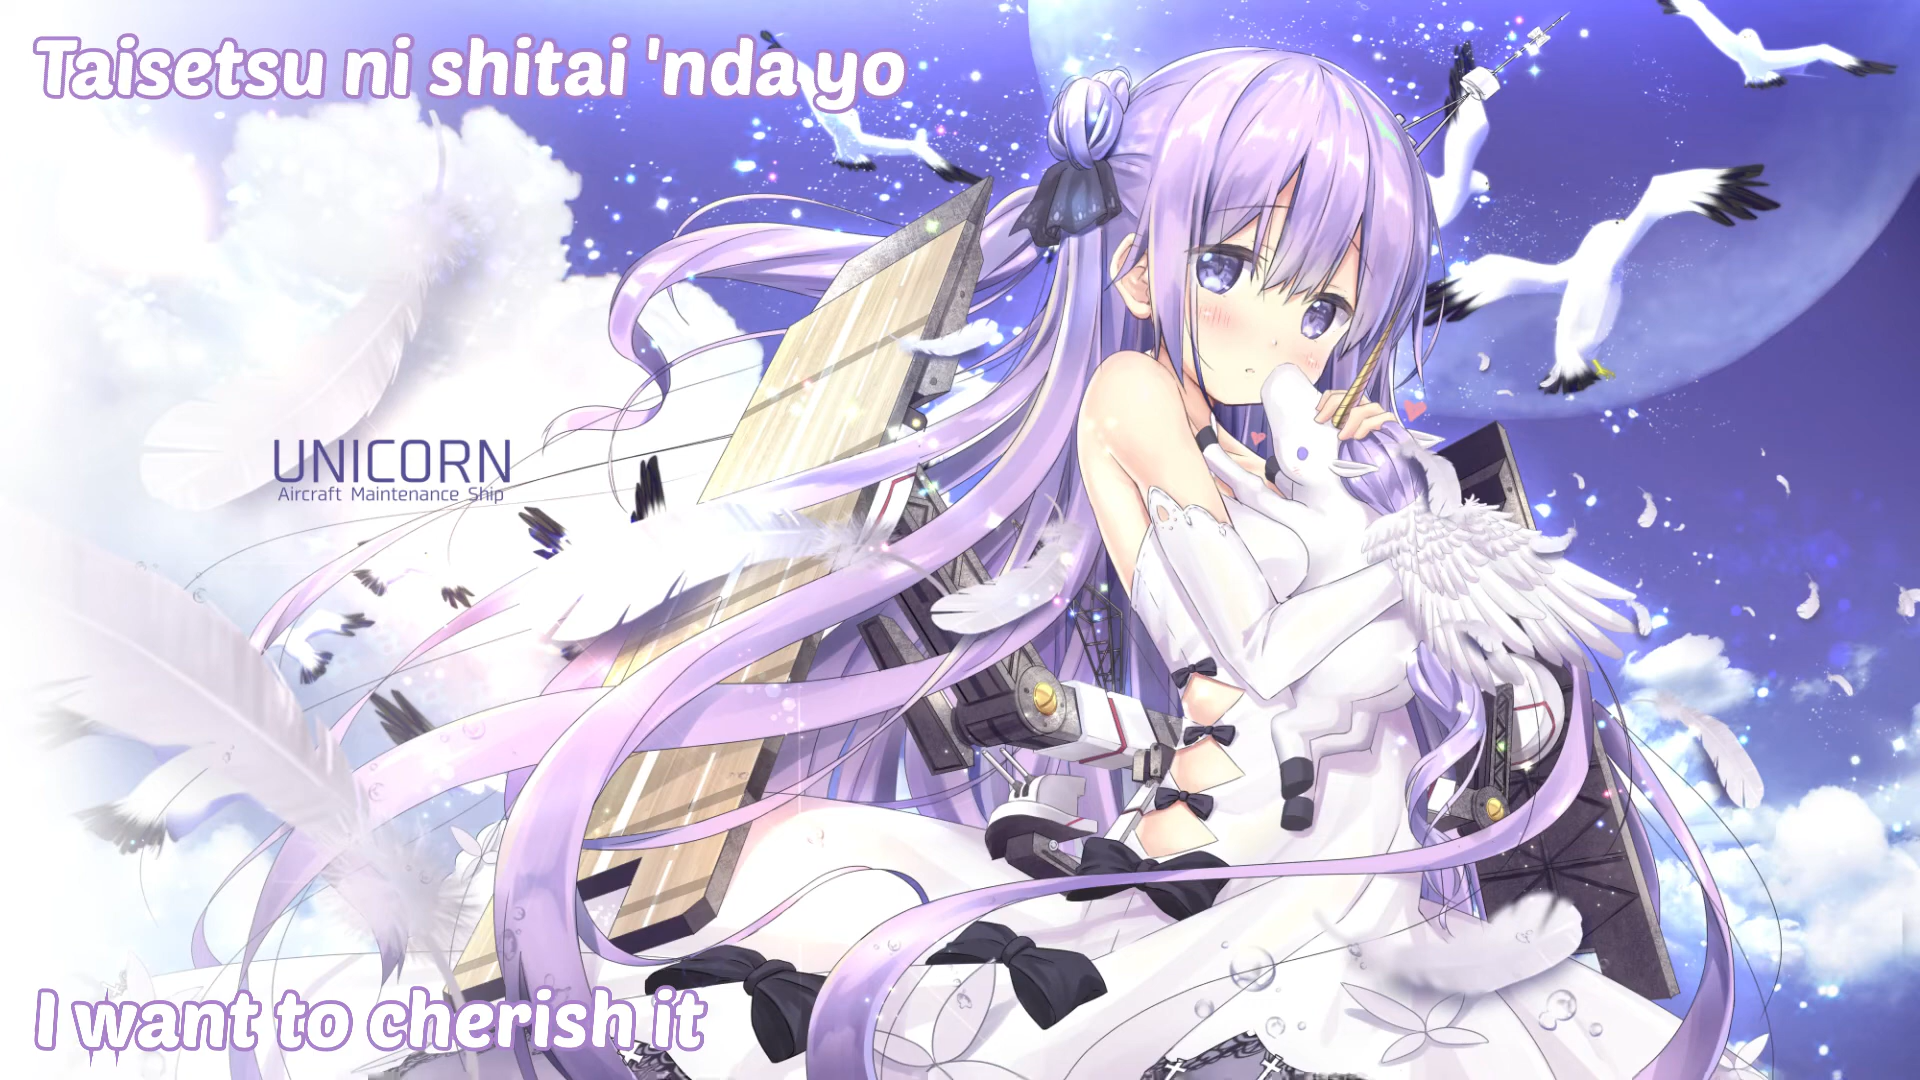 Taisetsu ni shitai 'nda yo
UNICORN
Aircraft Maintenance Ship
I want to cherish it